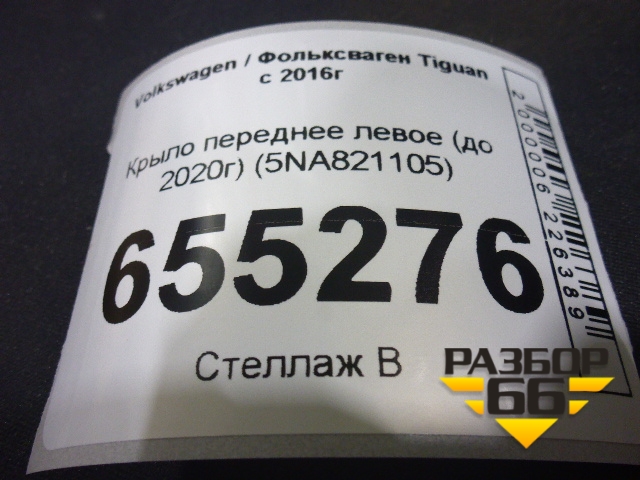 Volkswagen / Фольксваген Tiguan
с 2016г
Крыло переднее левое (до
2020г) (5NA821105)
655276
Стеллаж В
2000006226389
РАЗБОР
66